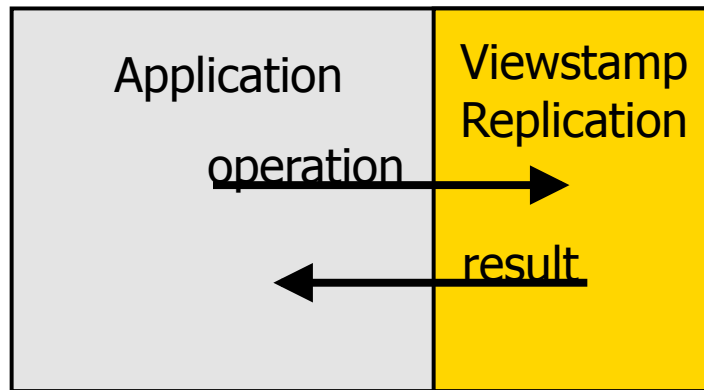 Application
Viewstamp
Replication
operation
result